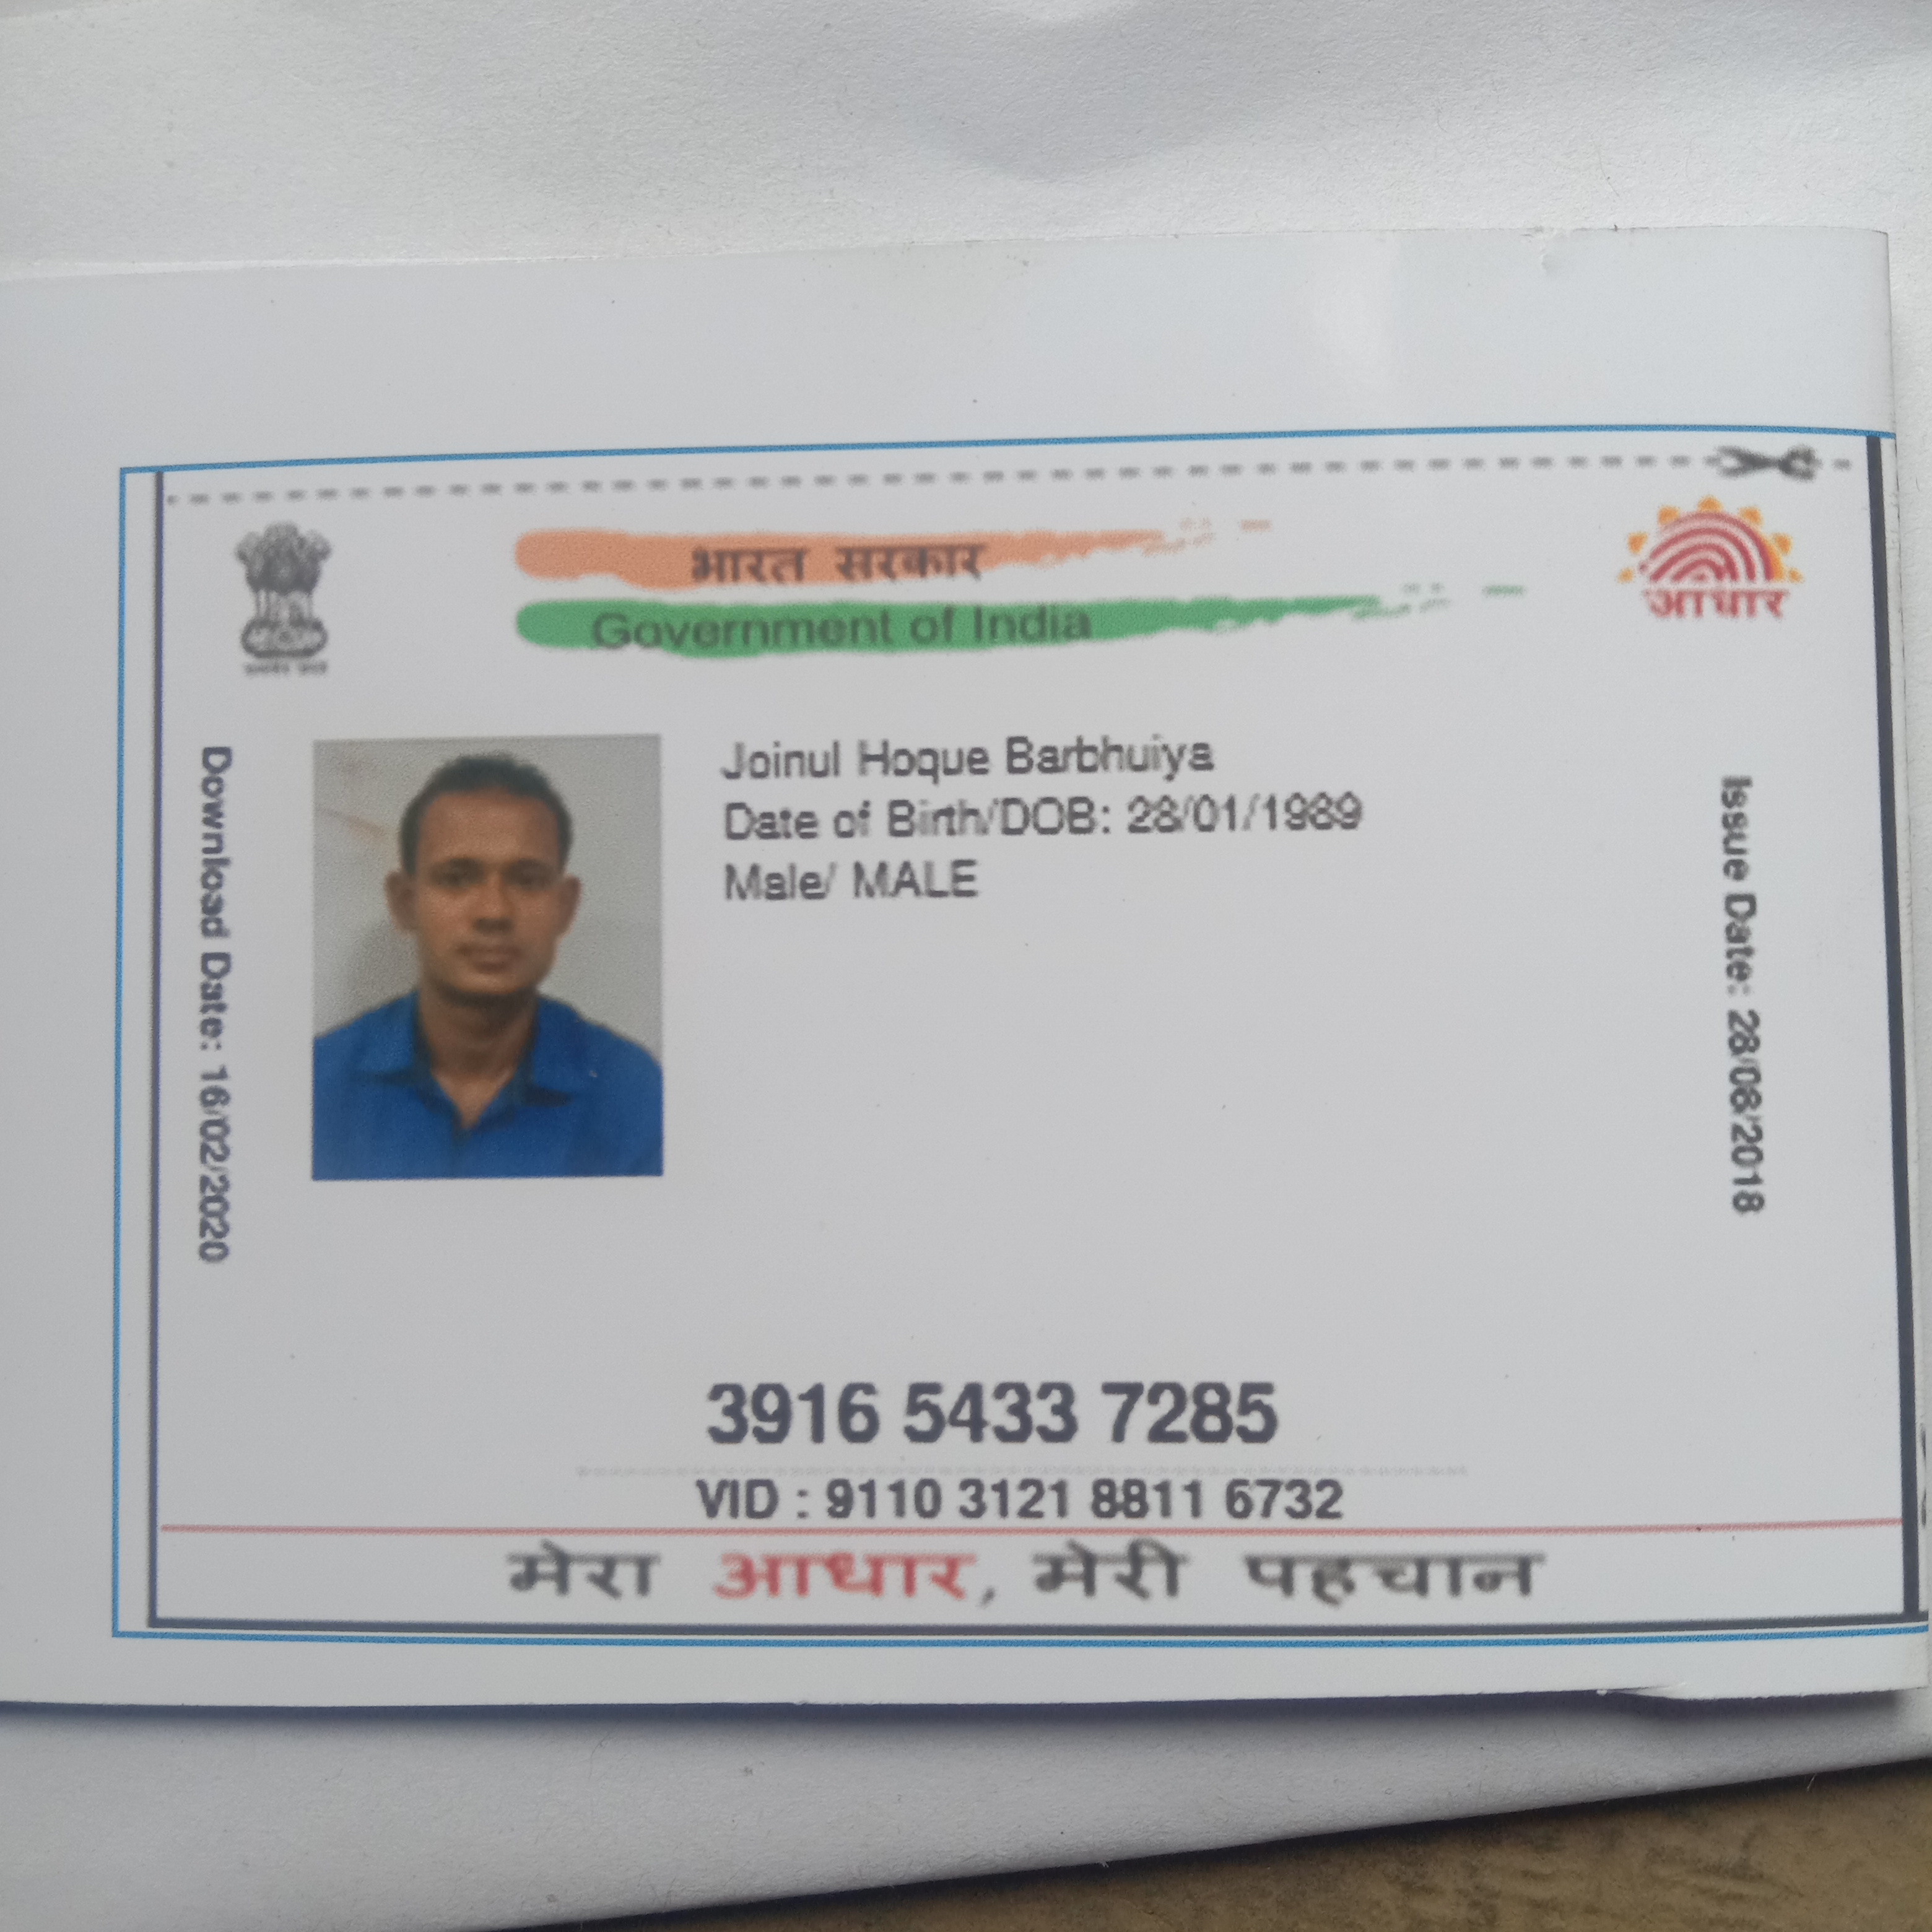 भारत सरकार
Government of India
आधार
Joinul Hoque Barbhuiya
Date of Birth/DOB: 28/01/1989
Male/ MALE
Download Date: 16/02/2020
Issue Date: 28/08/2018
3916 5433 7285
VID : 9110 3121 8811 6732
मेरा आधार, मेरी पहचान